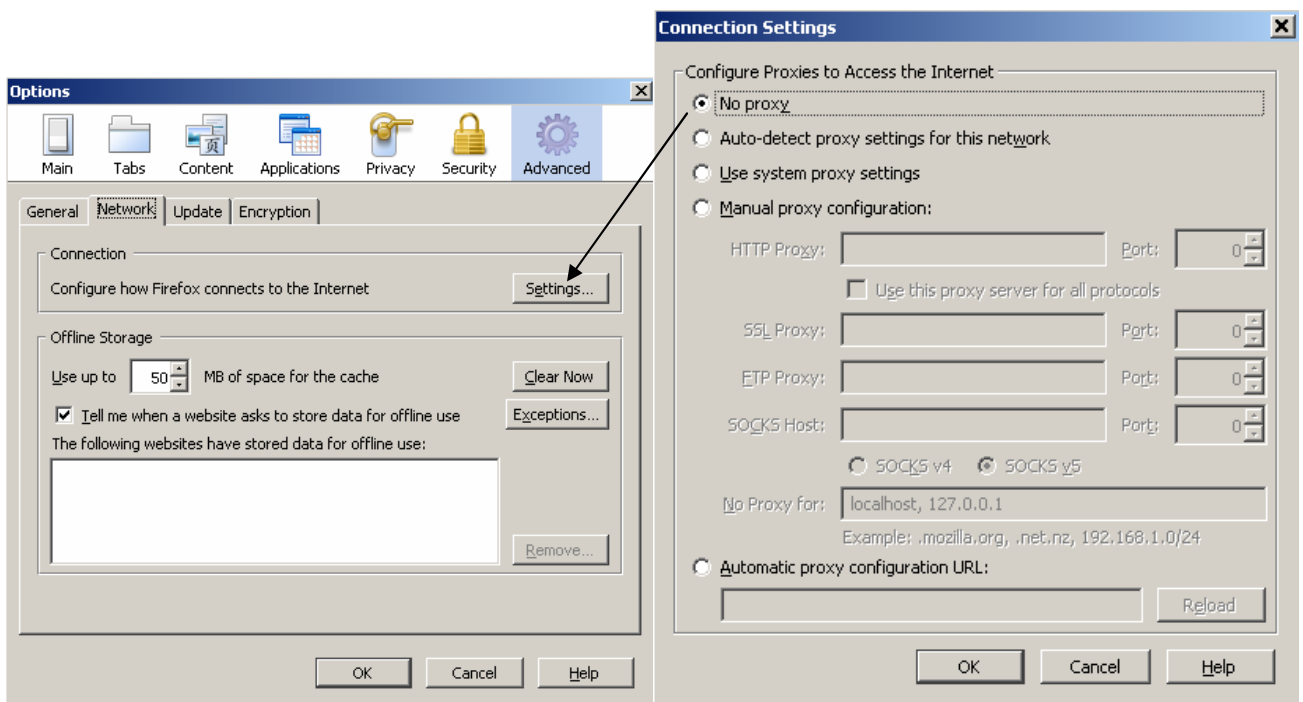 Options
Main Tabs Content Applications Privacy Security Advanced
页
General Network Update Encryption
Connection
Configure how Firefox connects to the Internet Settings...
Offline Storage
Use up to 50 MB of space for the cache Clear Now
Tell me when a website asks to store data for offline use Exceptions...
The following websites have stored data for offline use:
Remove...
OK Cancel Help
Connection Settings
Configure Proxies to Access the Internet
No proxy
Auto-detect proxy settings for this network
Use system proxy settings
Manual proxy configuration:
HTTP Proxy: Port: 0
Use this proxy server for all protocols
SSL Proxy: Port: 0
FTP Proxy: Port: 0
SOCKS Host: Port: 0
SOCKS v4 SOCKS v5
No Proxy for: localhost, 127.0.0.1
Example: .mozilla.org, .net.nz, 192.168.1.0/24
Automatic proxy configuration URL:
Reload
OK Cancel Help